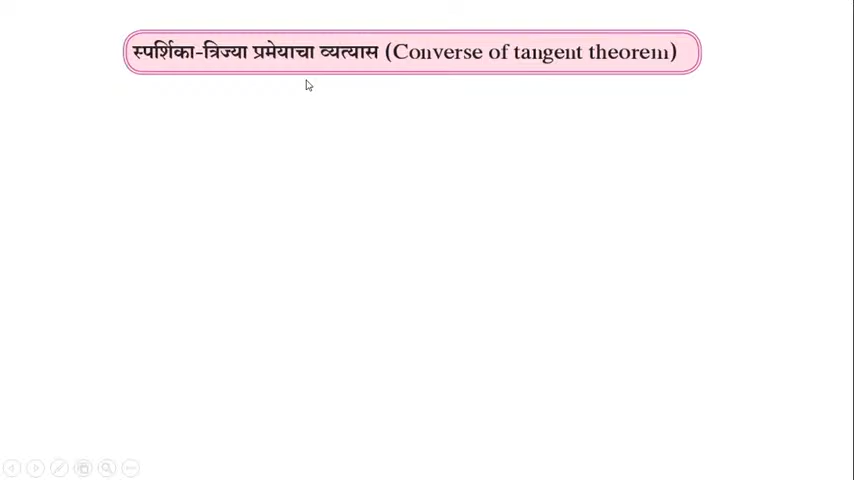 स्पर्शिका-त्रिज्या प्रमेयाचा व्यत्यास (Converse of tangent theorem)